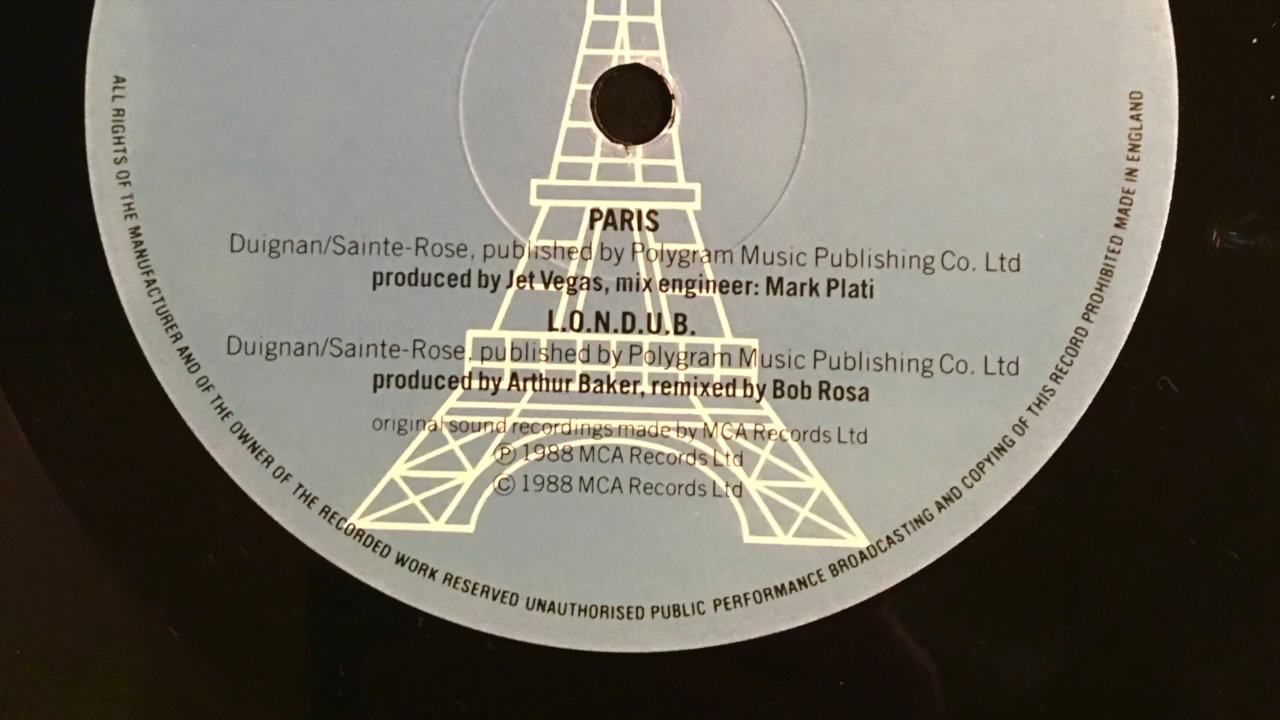 PARIS
Duignan/Sainte-Rose, published by Polygram Music Publishing Co. Ltd
produced by Jet Vegas, mix engineer: Mark Plati
L.O.N.D.U.B.
Duignan/Sainte-Rose, published by Polygram Music Publishing Co. Ltd
produced by Arthur Baker, remixed by Bob Rosa
original sound recordings made by MCA Records Ltd
Ⓟ 1988 MCA Records Ltd
© 1988 MCA Records Ltd
ALL RIGHTS OF THE MANUFACTURER AND OF THE OWNER OF THE RECORDED WORK RESERVED UNAUTHORISED PUBLIC PERFORMANCE BROADCASTING AND COPYING OF THIS RECORD PROHIBITED MADE IN ENGLAND